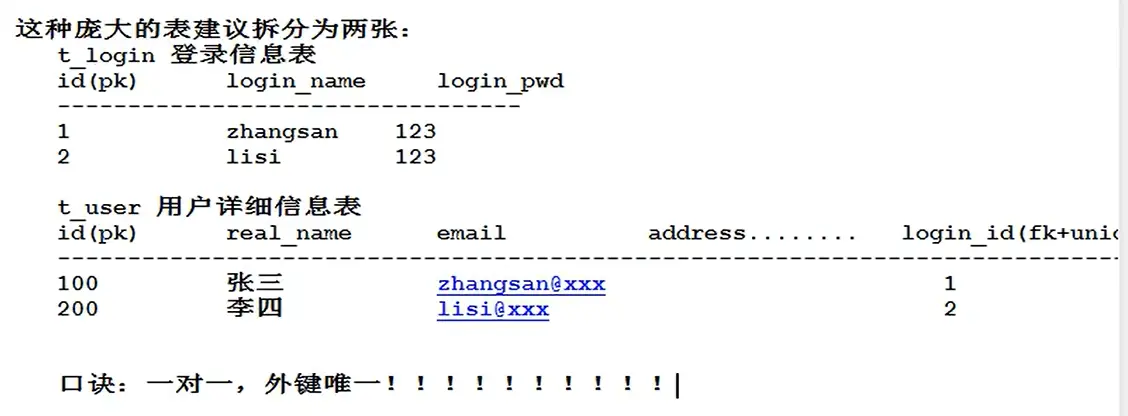 这种庞大的表建议拆分为两张：
t_login 登录信息表
id(pk) login_name login_pwd
---------------------------------
1 zhangsan 123
2 lisi 123
t_user 用户详细信息表
id(pk) real_name email address........ login_id(fk+unic
---------------------------------------------------------------------------
100 张三 zhangsan@xxx 1
200 李四 lisi@xxx 2
口诀：一对一，外键唯一！！！！！！！！！！